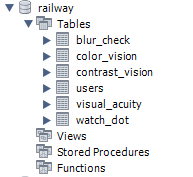 railway
Tables
blur_check
color_vision
contrast_vision
users
visual_acuity
watch_dot
Views
Stored Procedures
Functions